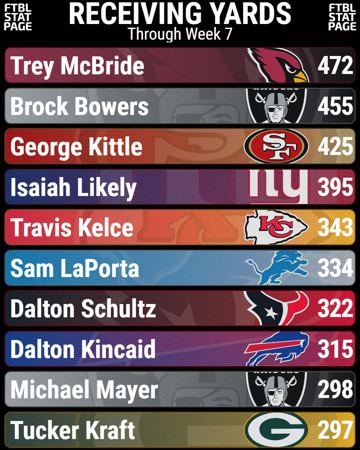 FTBL
STAT
PAGE
RECEIVING YARDS
Through Week 7
FTBL
STAT
PAGE
Trey McBride 472
Brock Bowers RAIDERS 455
George Kittle SF 425
Isaiah Likely ny 395
Travis Kelce KC 343
Sam LaPorta 334
Dalton Schultz 322
Dalton Kincaid 315
Michael Mayer RAIDERS 298
Tucker Kraft G 297